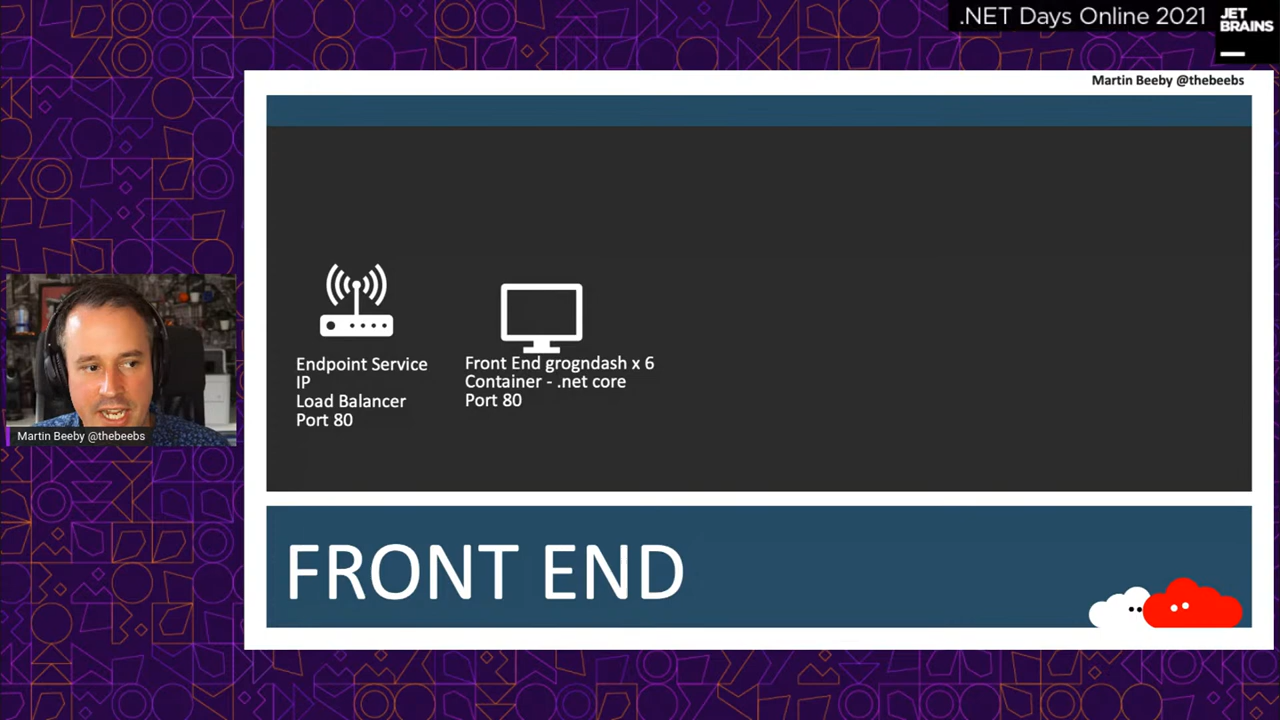 .NET Days Online 2021
JET
BRAINS
Martin Beeby @thebeebs
Endpoint Service
IP
Load Balancer
Port 80
Front End grogndash x 6
Container - .net core
Port 80
Martin Beeby @thebeebs
FRONT END